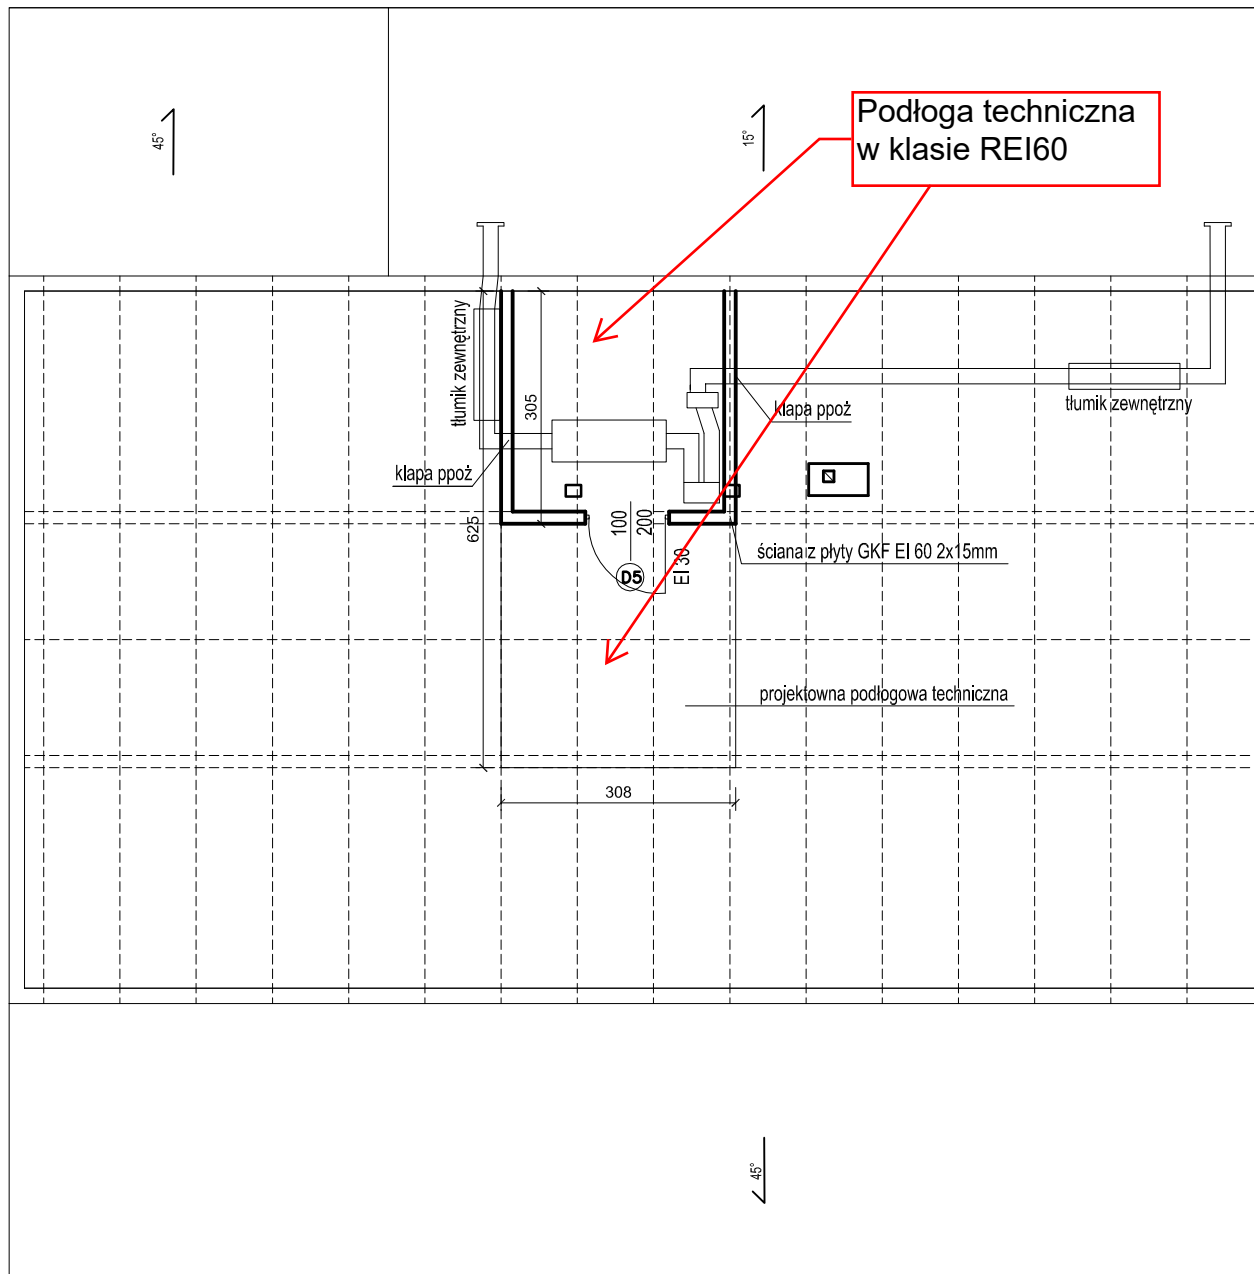 Podłoga techniczna
w klasie REI60
45°
15°
tłumik zewnętrzny
305
klapa ppoż
tłumik zewnętrzny
klapa ppoż
625
100
200
EI 30
D5
ściana z płyty GKF EI 60 2x15mm
projektowna podłogowa techniczna
308
45°